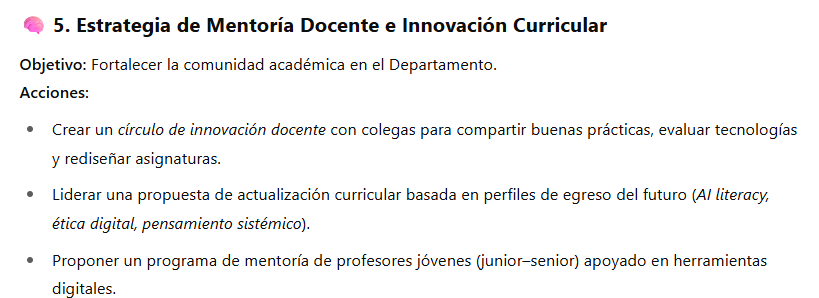 🧠 5. Estrategia de Mentoría Docente e Innovación Curricular
Objetivo: Fortalecer la comunidad académica en el Departamento.
Acciones:
• Crear un círculo de innovación docente con colegas para compartir buenas prácticas, evaluar tecnologías
y rediseñar asignaturas.
• Liderar una propuesta de actualización curricular basada en perfiles de egreso del futuro (AI literacy,
ética digital, pensamiento sistémico).
• Proponer un programa de mentoría de profesores jóvenes (junior–senior) apoyado en herramientas
digitales.